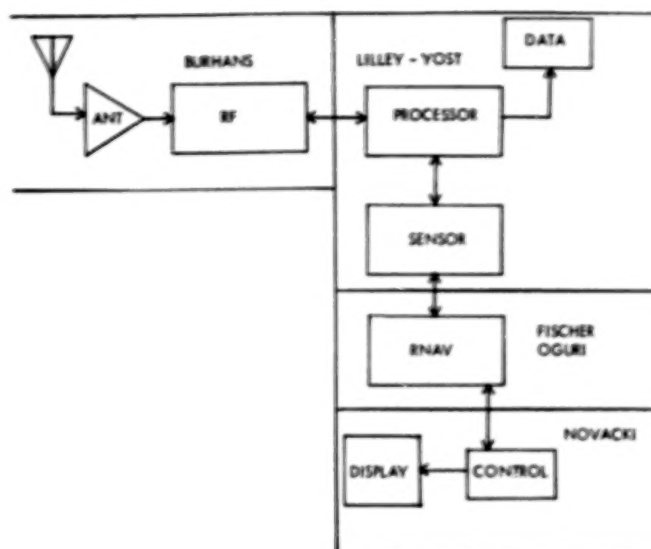 DATA
BURHANS
LILLEY - YOST
ANT
RF
PROCESSOR
SENSOR
RNAV
FISCHER
OGURI
NOVACKI
DISPLAY
CONTROL